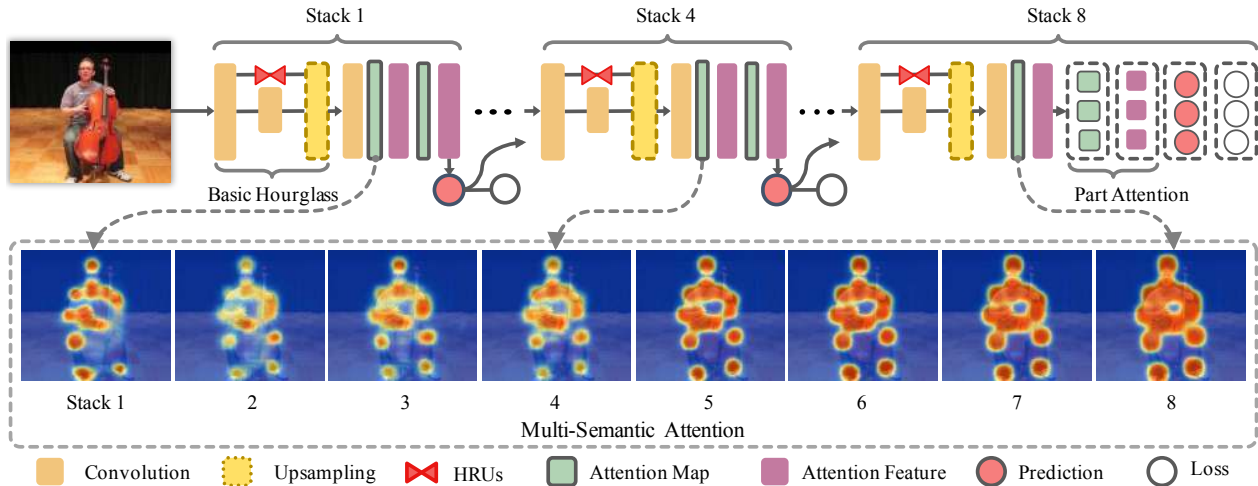 Stack 1
Stack 4
Stack 8
Basic Hourglass
Part Attention
Stack 1
2
3
4
5
6
7
8
Multi-Semantic Attention
Convolution
Upsampling
HRUs
Attention Map
Attention Feature
Prediction
Loss